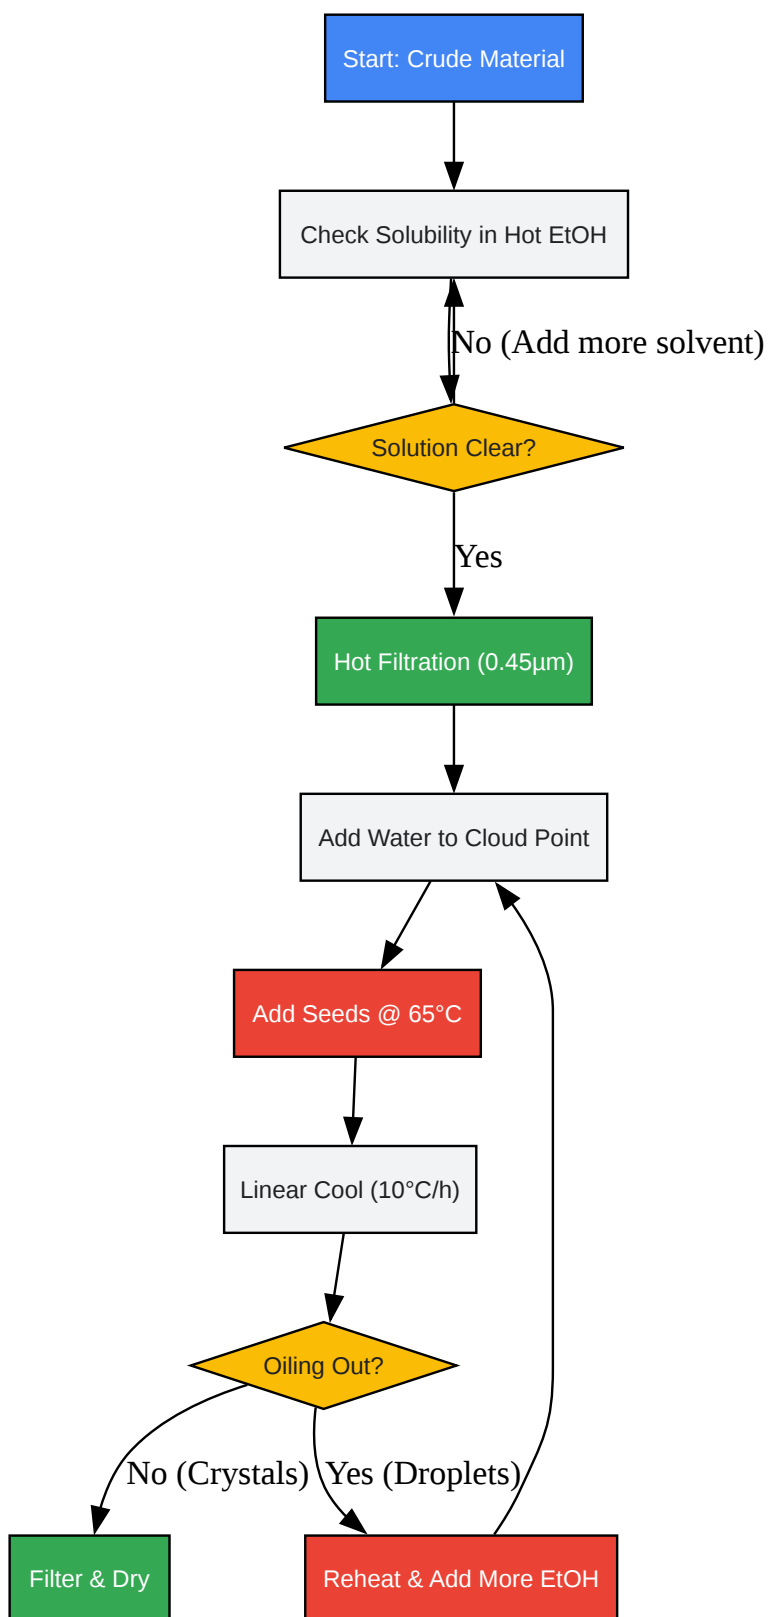 Start: Crude Material
Check Solubility in Hot EtOH
No (Add more solvent)
Solution Clear?
Yes
Hot Filtration (0.45µm)
Add Water to Cloud Point
Add Seeds @ 65°C
Linear Cool (10°C/h)
Oiling Out?
No (Crystals)
Yes (Droplets)
Filter & Dry
Reheat & Add More EtOH